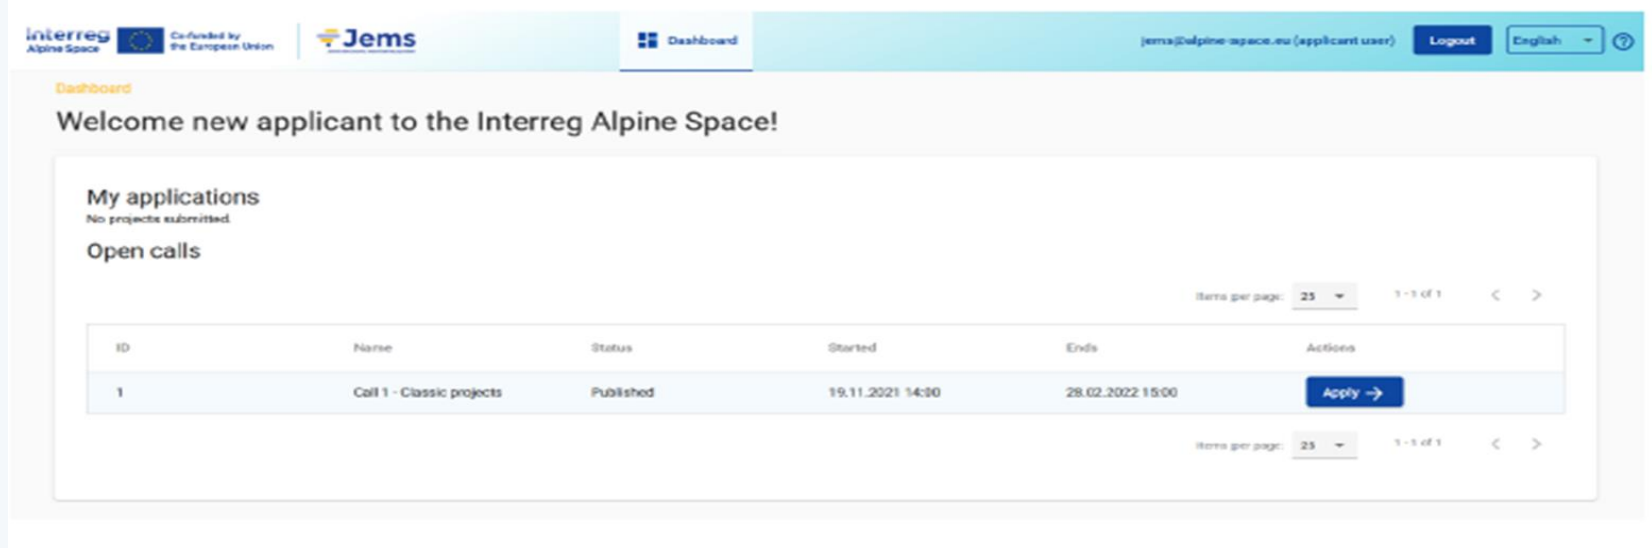 Interreg
Alpine Space
Co-funded by
the European Union
Jems
Dashboard
jems@alpine-space.eu (applicant user)
Logout
English
Dashboard
Welcome new applicant to the Interreg Alpine Space!
My applications
No projects submitted.
Open calls
Items per page: 25 1 - 1 of 1
ID Name Status Started Ends Actions
1 Call 1 - Classic projects Published 19.11.2021 14:00 28.02.2022 15:00 Apply →
Items per page: 25 1 - 1 of 1